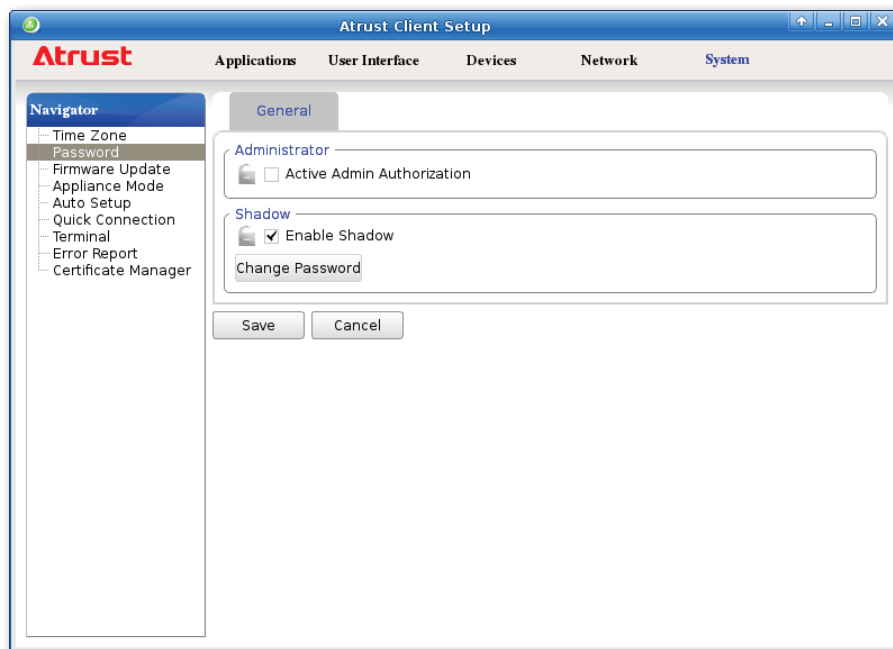 Atrust Client Setup
Atrust
Applications User Interface Devices Network System
Navigator
Time Zone
Password
Firmware Update
Appliance Mode
Auto Setup
Quick Connection
Terminal
Error Report
Certificate Manager
General
Administrator
Active Admin Authorization
Shadow
Enable Shadow
Change Password
Save Cancel